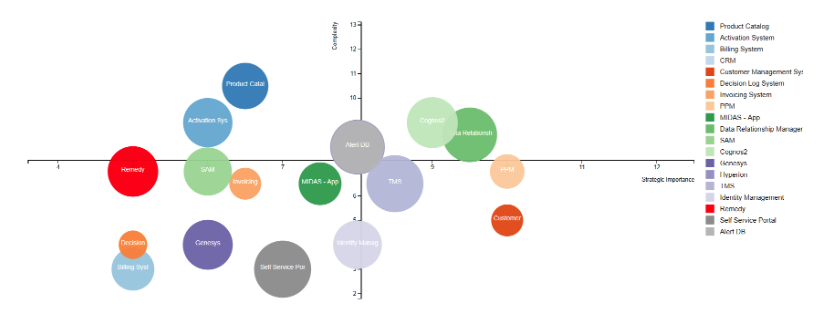 Complexity
13
11
10
8
6
5
3
2
4
7
9
11
12
Strategic Importance
Product Catal
Activation Sys
Cognos2
Data Relationsh
Alert DB
Remedy
SAM
Invoicing
MIDAS - App
TMS
PPM
Customer
Decision
Billing Syst
Genesys
Self Service Por
Identity Manag
Product Catalog
Activation System
Billing System
CRM
Customer Management Sys
Decision Log System
Invoicing System
PPM
MIDAS - App
Data Relationship Manager
SAM
Cognos2
Genesys
Hyperion
TMS
Identity Management
Remedy
Self Service Portal
Alert DB